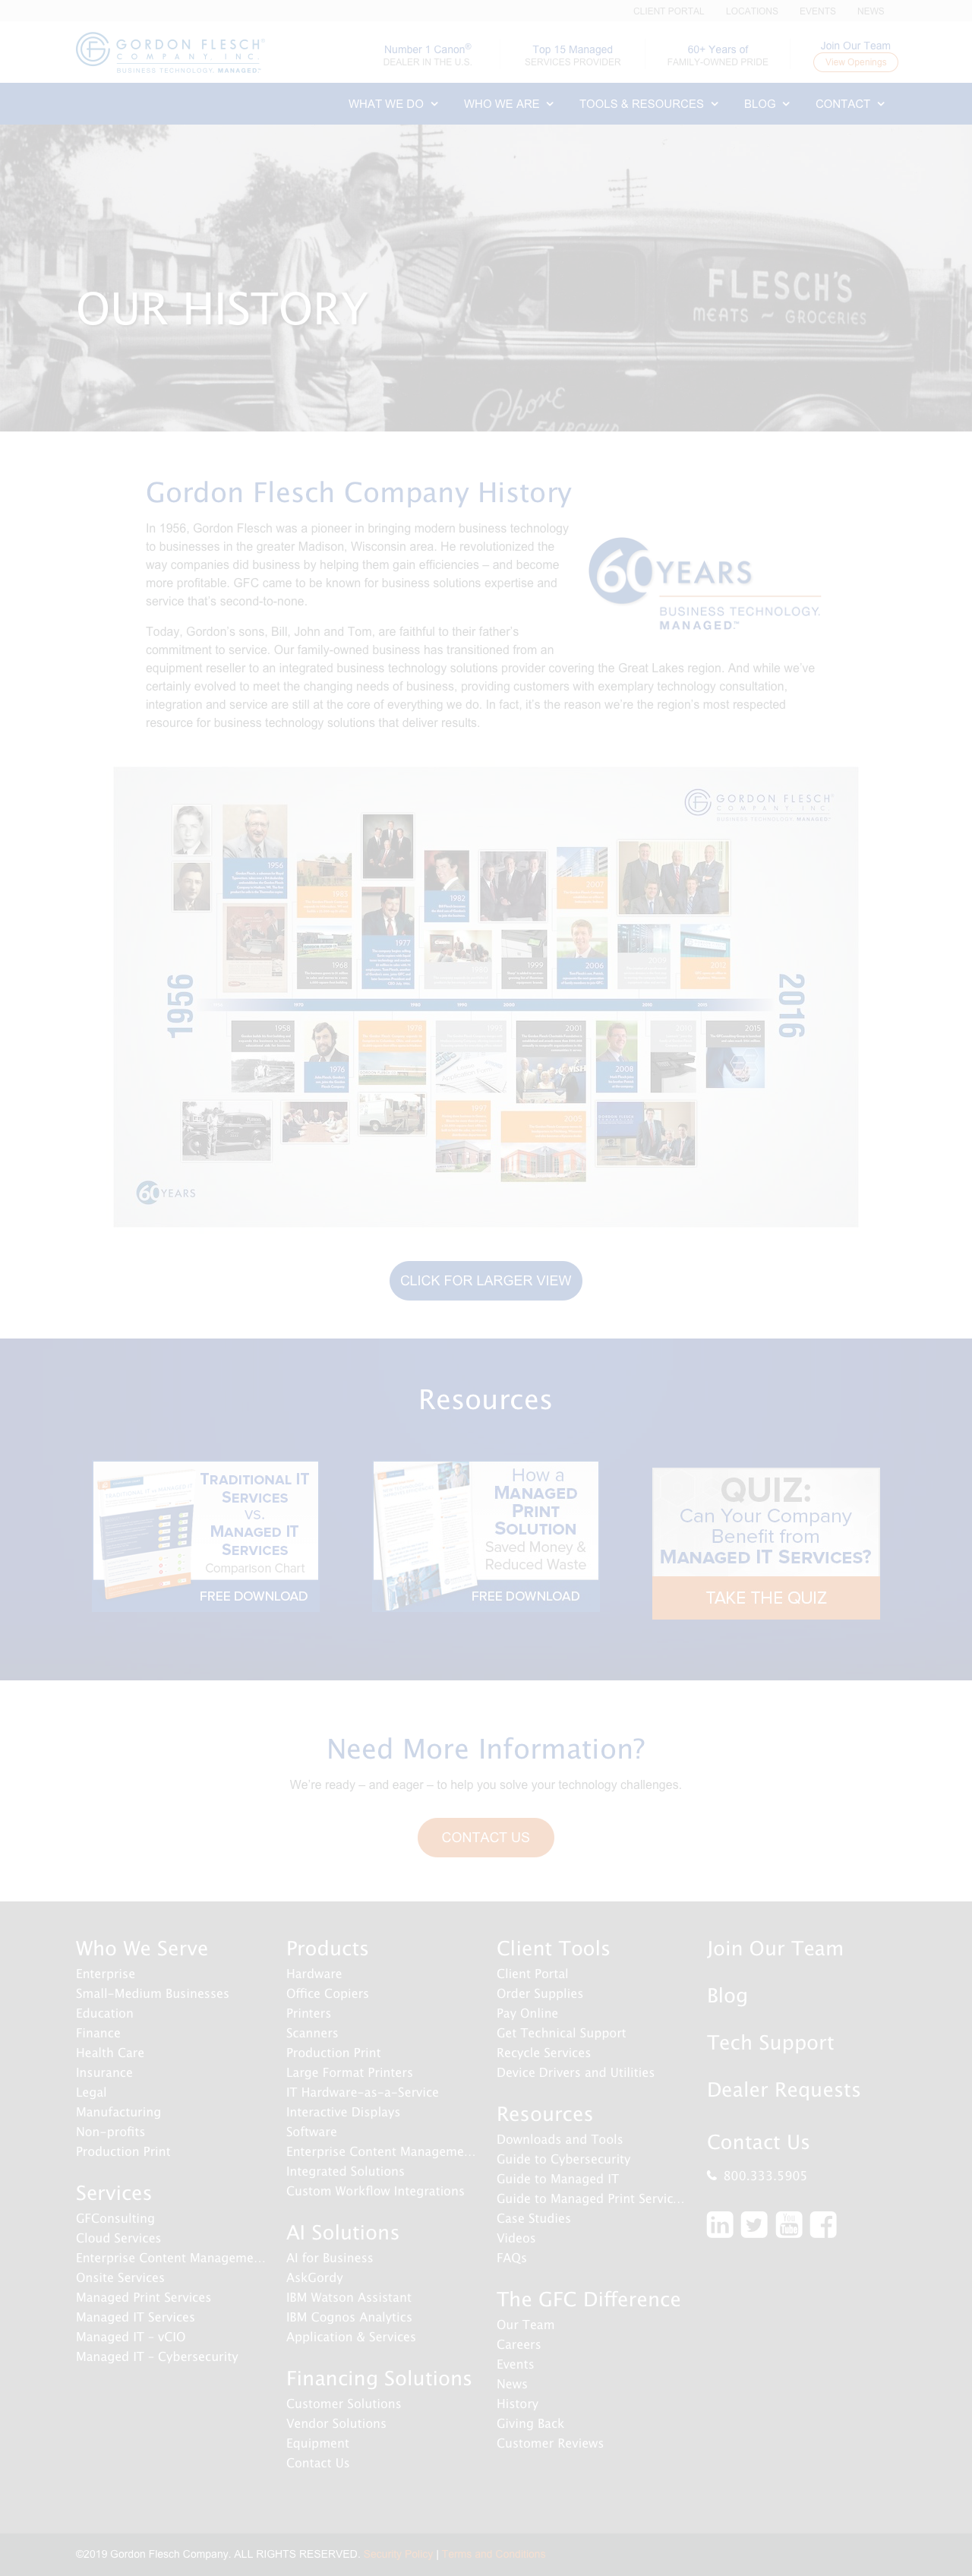 CLIENT PORTAL LOCATIONS EVENTS NEWS
GORDON FLESCH®
COMPANY, INC.
BUSINESS TECHNOLOGY. MANAGED.®
Number 1 Canon®
DEALER IN THE U.S.
Top 15 Managed
SERVICES PROVIDER
60+ Years of
FAMILY-OWNED PRIDE
Join Our Team
View Openings
WHAT WE DO WHO WE ARE TOOLS & RESOURCES BLOG CONTACT
FLESCH'S
MEATS ~ GROCERIES
OUR HISTORY
Phone
FAIRCHILD
Gordon Flesch Company History
In 1956, Gordon Flesch was a pioneer in bringing modern business technology
to businesses in the greater Madison, Wisconsin area. He revolutionized the
way companies did business by helping them gain efficiencies – and become
more profitable. GFC came to be known for business solutions expertise and
service that's second-to-none.
60 YEARS
BUSINESS TECHNOLOGY.
MANAGED.™
Today, Gordon's sons, Bill, John and Tom, are faithful to their father's
commitment to service. Our family-owned business has transitioned from an
equipment reseller to an integrated business technology solutions provider covering the Great Lakes region. And while we've
certainly evolved to meet the changing needs of business, providing customers with exemplary technology consultation,
integration and service are still at the core of everything we do. In fact, it's the reason we're the region's most respected
resource for business technology solutions that deliver results.
GORDON FLESCH
COMPANY, INC.
BUSINESS TECHNOLOGY. MANAGED.
1956
1982
1977
1968
1999
2008
1956
2016
1958
1976
2001
2008
2015
60 YEARS
CLICK FOR LARGER VIEW
Resources
TRADITIONAL IT
SERVICES
VS.
MANAGED IT
SERVICES
Comparison Chart
FREE DOWNLOAD
How a
MANAGED
PRINT
SOLUTION
Saved Money &
Reduced Waste
FREE DOWNLOAD
QUIZ:
Can Your Company
Benefit from
MANAGED IT SERVICES?
TAKE THE QUIZ
Need More Information?
We're ready – and eager – to help you solve your technology challenges.
CONTACT US
Who We Serve
Enterprise
Small-Medium Businesses
Education
Finance
Health Care
Insurance
Legal
Manufacturing
Non-profits
Production Print
Services
GFConsulting
Cloud Services
Enterprise Content Manageme...
Onsite Services
Managed Print Services
Managed IT Services
Managed IT - vCIO
Managed IT - Cybersecurity
Products
Hardware
Office Copiers
Printers
Scanners
Production Print
Large Format Printers
IT Hardware-as-a-Service
Interactive Displays
Software
Enterprise Content Manageme...
Integrated Solutions
Custom Workflow Integrations
AI Solutions
AI for Business
AskGordy
IBM Watson Assistant
IBM Cognos Analytics
Application & Services
Financing Solutions
Customer Solutions
Vendor Solutions
Equipment
Contact Us
Client Tools
Client Portal
Order Supplies
Pay Online
Get Technical Support
Recycle Services
Device Drivers and Utilities
Resources
Downloads and Tools
Guide to Cybersecurity
Guide to Managed IT
Guide to Managed Print Servic...
Case Studies
Videos
FAQs
The GFC Difference
Our Team
Careers
Events
News
History
Giving Back
Customer Reviews
Join Our Team
Blog
Tech Support
Dealer Requests
Contact Us
800.333.5905
©2019 Gordon Flesch Company. ALL RIGHTS RESERVED. Security Policy | Terms and Conditions